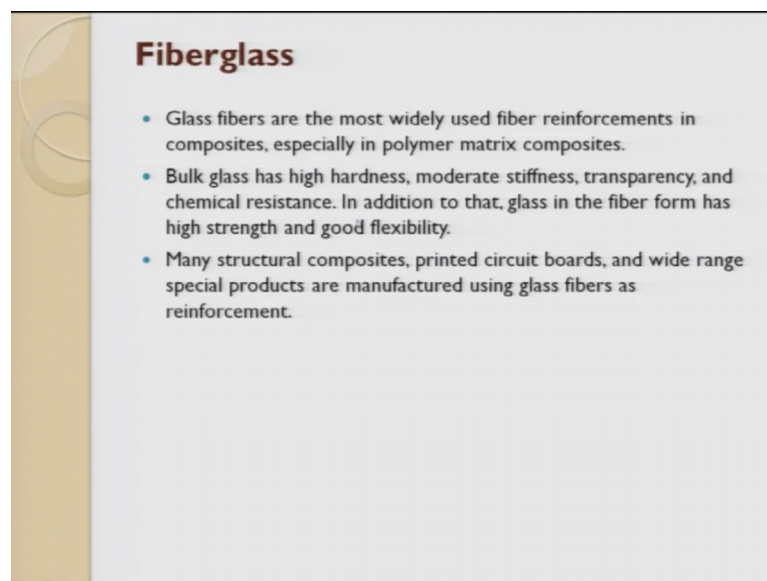 Fiberglass
• Glass fibers are the most widely used fiber reinforcements in
composites, especially in polymer matrix composites.
• Bulk glass has high hardness, moderate stiffness, transparency, and
chemical resistance. In addition to that, glass in the fiber form has
high strength and good flexibility.
• Many structural composites, printed circuit boards, and wide range
special products are manufactured using glass fibers as
reinforcement.